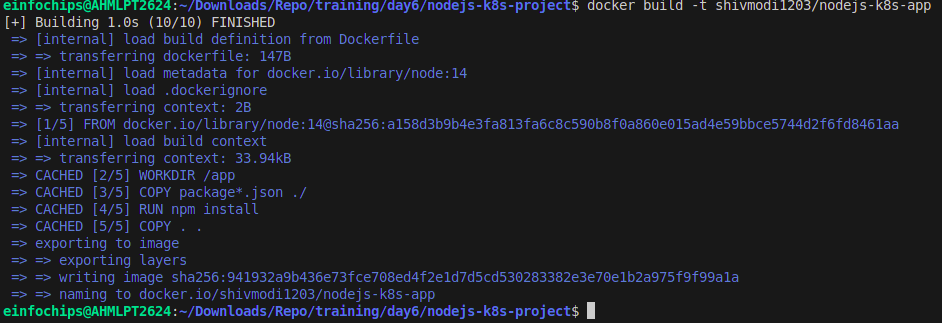 einfochips@AHMLPT2624:~/Downloads/Repo/training/day6/nodejs-k8s-project$ docker build -t shivmodi1203/nodejs-k8s-app
[+] Building 1.0s (10/10) FINISHED
=> [internal] load build definition from Dockerfile
=> => transferring dockerfile: 147B
=> [internal] load metadata for docker.io/library/node:14
=> [internal] load .dockerignore
=> => transferring context: 2B
=> [1/5] FROM docker.io/library/node:14@sha256:a158d3b9b4e3fa813fa6c8c590b8f0a860e015ad4e59bbce5744d2f6fd8461aa
=> [internal] load build context
=> => transferring context: 33.94kB
=> CACHED [2/5] WORKDIR /app
=> CACHED [3/5] COPY package*.json ./
=> CACHED [4/5] RUN npm install
=> CACHED [5/5] COPY . .
=> exporting to image
=> => exporting layers
=> => writing image sha256:941932a9b436e73fce708ed4f2e1d7d5cd530283382e3e70e1b2a975f9f99a1a
=> => naming to docker.io/shivmodi1203/nodejs-k8s-app
einfochips@AHMLPT2624:~/Downloads/Repo/training/day6/nodejs-k8s-project$